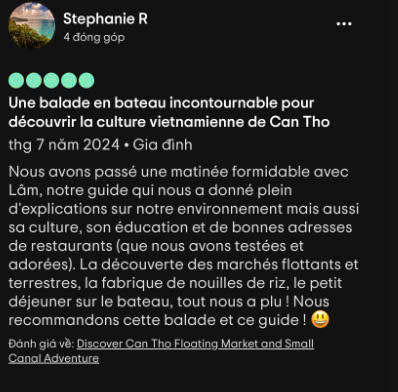 Stephanie R
4 đóng góp
Une balade en bateau incontournable pour
découvrir la culture vietnamienne de Can Tho
thg 7 năm 2024 • Gia đình
Nous avons passé une matinée formidable avec
Lâm, notre guide qui nous a donné plein
d'explications sur notre environnement mais aussi
sa culture, son éducation et de bonnes adresses
de restaurants (que nous avons testées et
adorées). La découverte des marchés flottants et
terrestres, la fabrique de nouilles de riz, le petit
déjeuner sur le bateau, tout nous a plu ! Nous
recommandons cette balade et ce guide ! 😃
Đánh giá về: Discover Can Tho Floating Market and Small
Canal Adventure